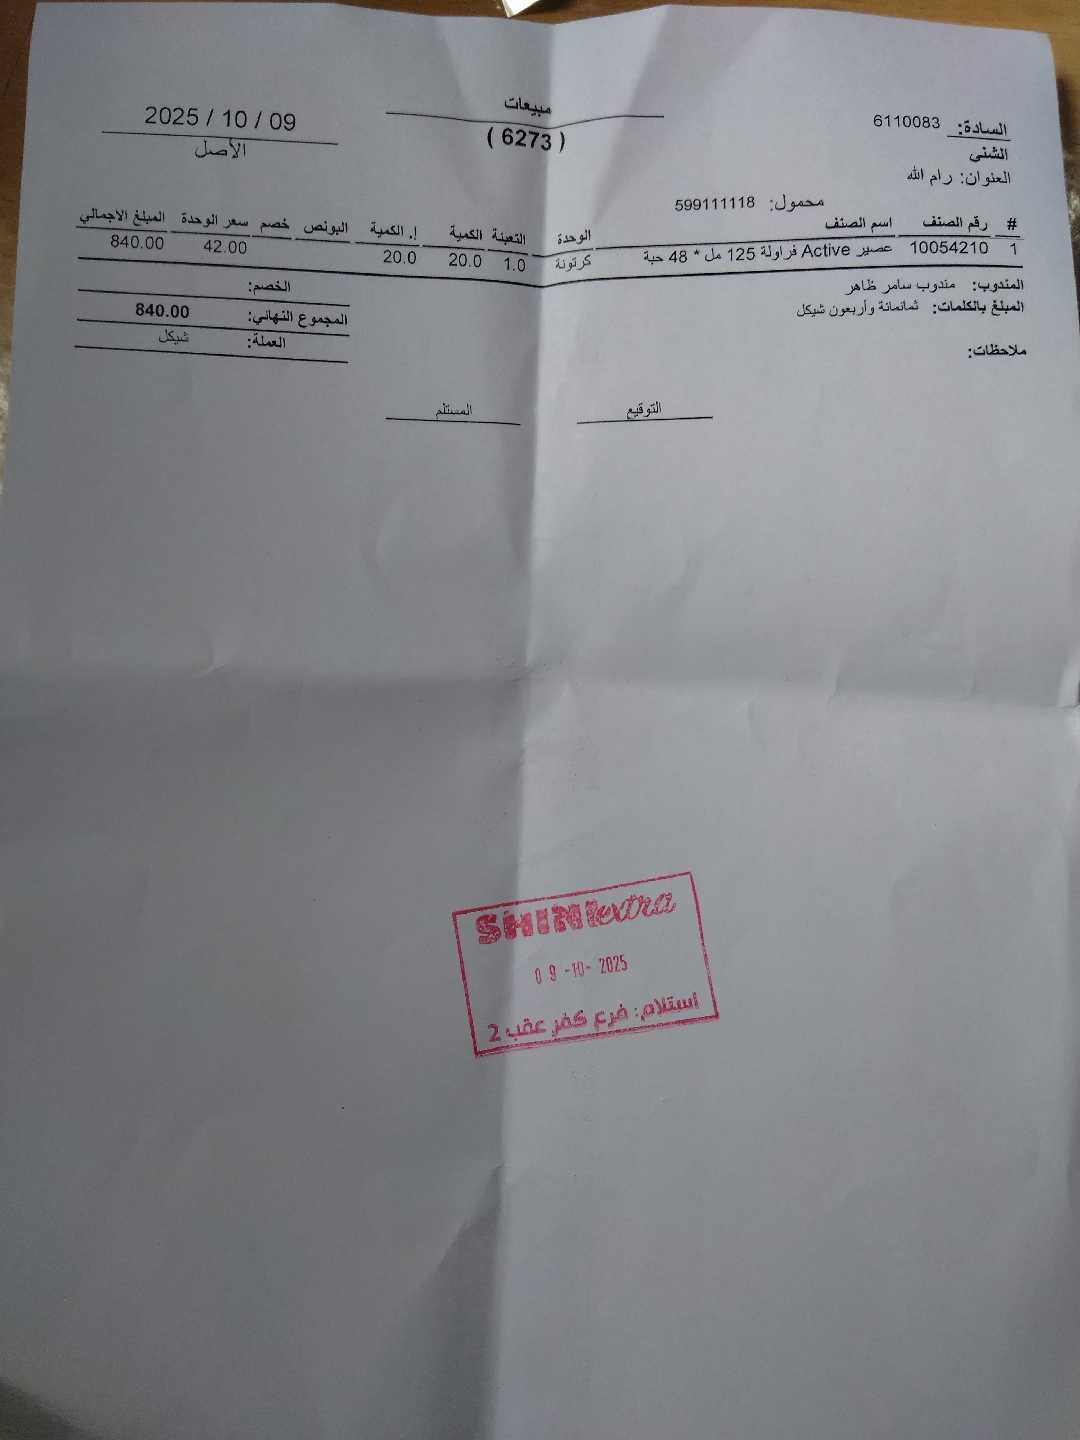 مبيعات
( 6273 )
2025 / 10 / 09
الأصل
السادة: 6110083
الشني
العنوان: رام الله
محمول: 599111118
# رقم الصنف اسم الصنف الوحدة التعبئة الكمية إ. الكمية البونص خصم سعر الوحدة المبلغ الاجمالي
1 10054210 عصير Active فراولة 125 مل * 48 حبة كرتونة 1.0 20.0 20.0 42.00 840.00
المندوب: مندوب سامر ظاهر
المبلغ بالكلمات: ثمانمائة وأربعون شيكل
ملاحظات:
الخصم:
المجموع النهائي: 840.00
العملة: شيكل
التوقيع المستلم
SHINI extra
09-10-2025
استلام: فرع كفر عقب 2